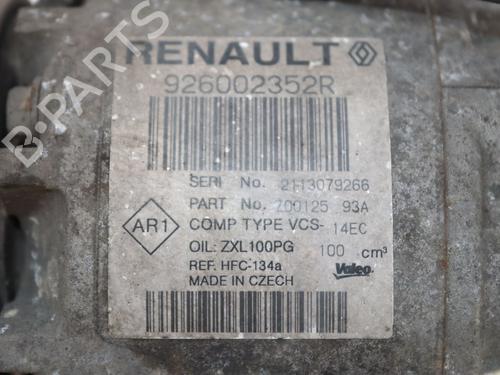 RENAULT
926002352R
SERI No. 2113079266
PART No. Z00125 93A
AR1
COMP TYPE VCS- 14EC
OIL: ZXL100PG 100 cm³
REF. HFC-134a
Valeo
MADE IN CZECH
B-PARTS